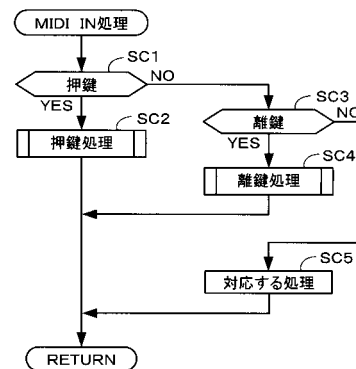 MIDI IN処理
SC1
押鍵
NO
YES
SC3
離鍵
NO
YES
SC2
押鍵処理
SC4
離鍵処理
SC5
対応する処理
RETURN